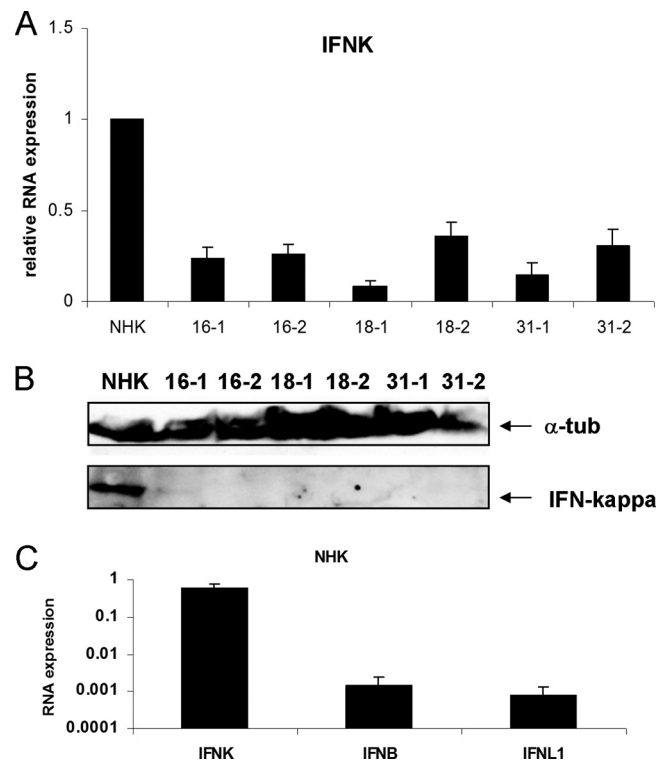 A
IFNK
relative RNA expression
1.5
1
0.5
0
NHK 16-1 16-2 18-1 18-2 31-1 31-2
B
NHK 16-1 16-2 18-1 18-2 31-1 31-2
α-tub
IFN-kappa
C
NHK
RNA expression
1
0.1
0.01
0.001
0.0001
IFNK IFNB IFNL1